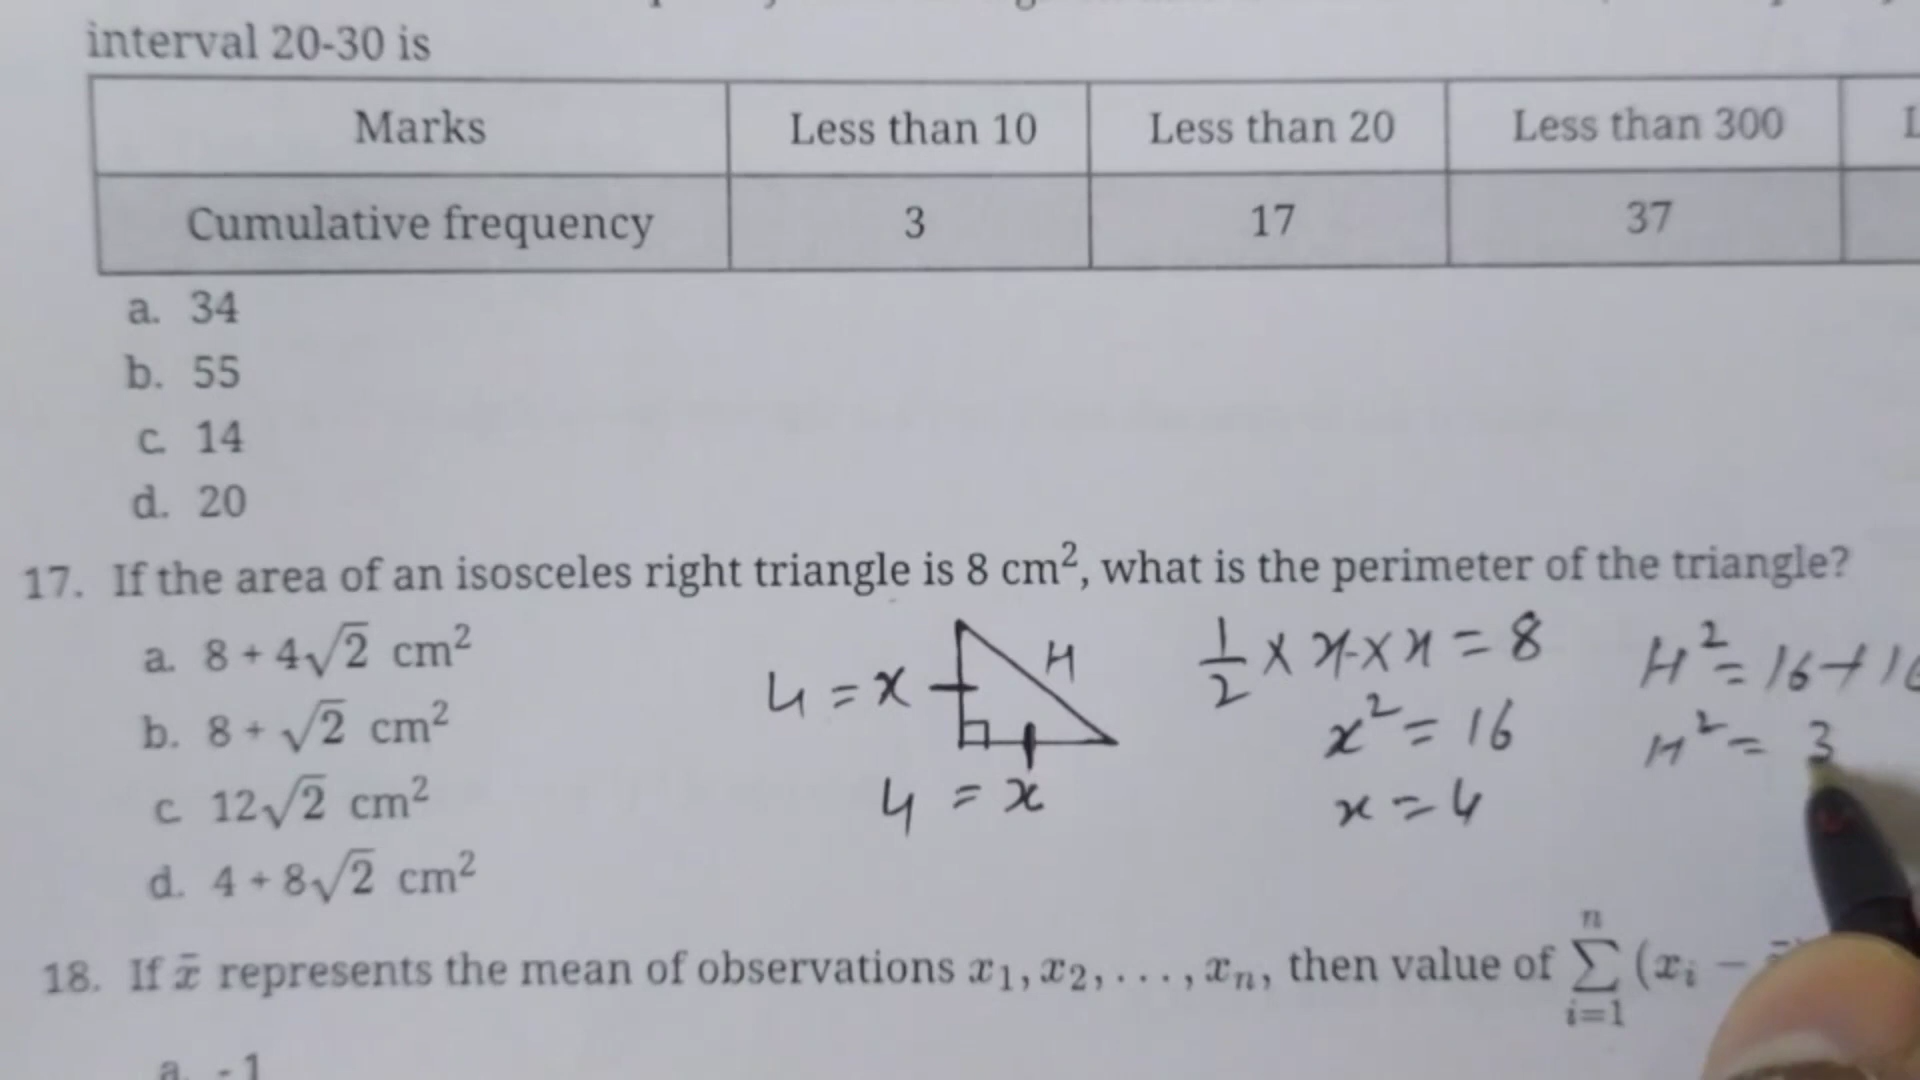 interval 20-30 is
Marks Less than 10 Less than 20 Less than 300
Cumulative frequency 3 17 37
a. 34
b. 55
c. 14
d. 20
17. If the area of an isosceles right triangle is 8 cm², what is the perimeter of the triangle?
a. 8 + 4√2 cm²
b. 8 + √2 cm²
c. 12√2 cm²
d. 4 + 8√2 cm²
4 = x
H
4 = x
1/2 × x × x = 8
x² = 16
x = 4
H² = 16 + 16
H² = 3
18. If x̄ represents the mean of observations x₁, x₂, . . . , xₙ, then value of ∑ⁿᵢ₌₁ (xᵢ −
a. -1